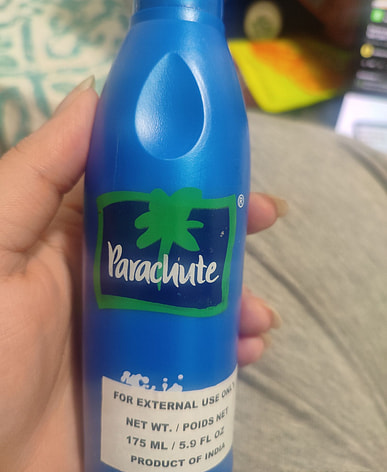 Parachute
®
FOR EXTERNAL USE ONLY
NET WT. / POIDS NET
175 ML / 5.9 FL OZ
PRODUCT OF INDIA